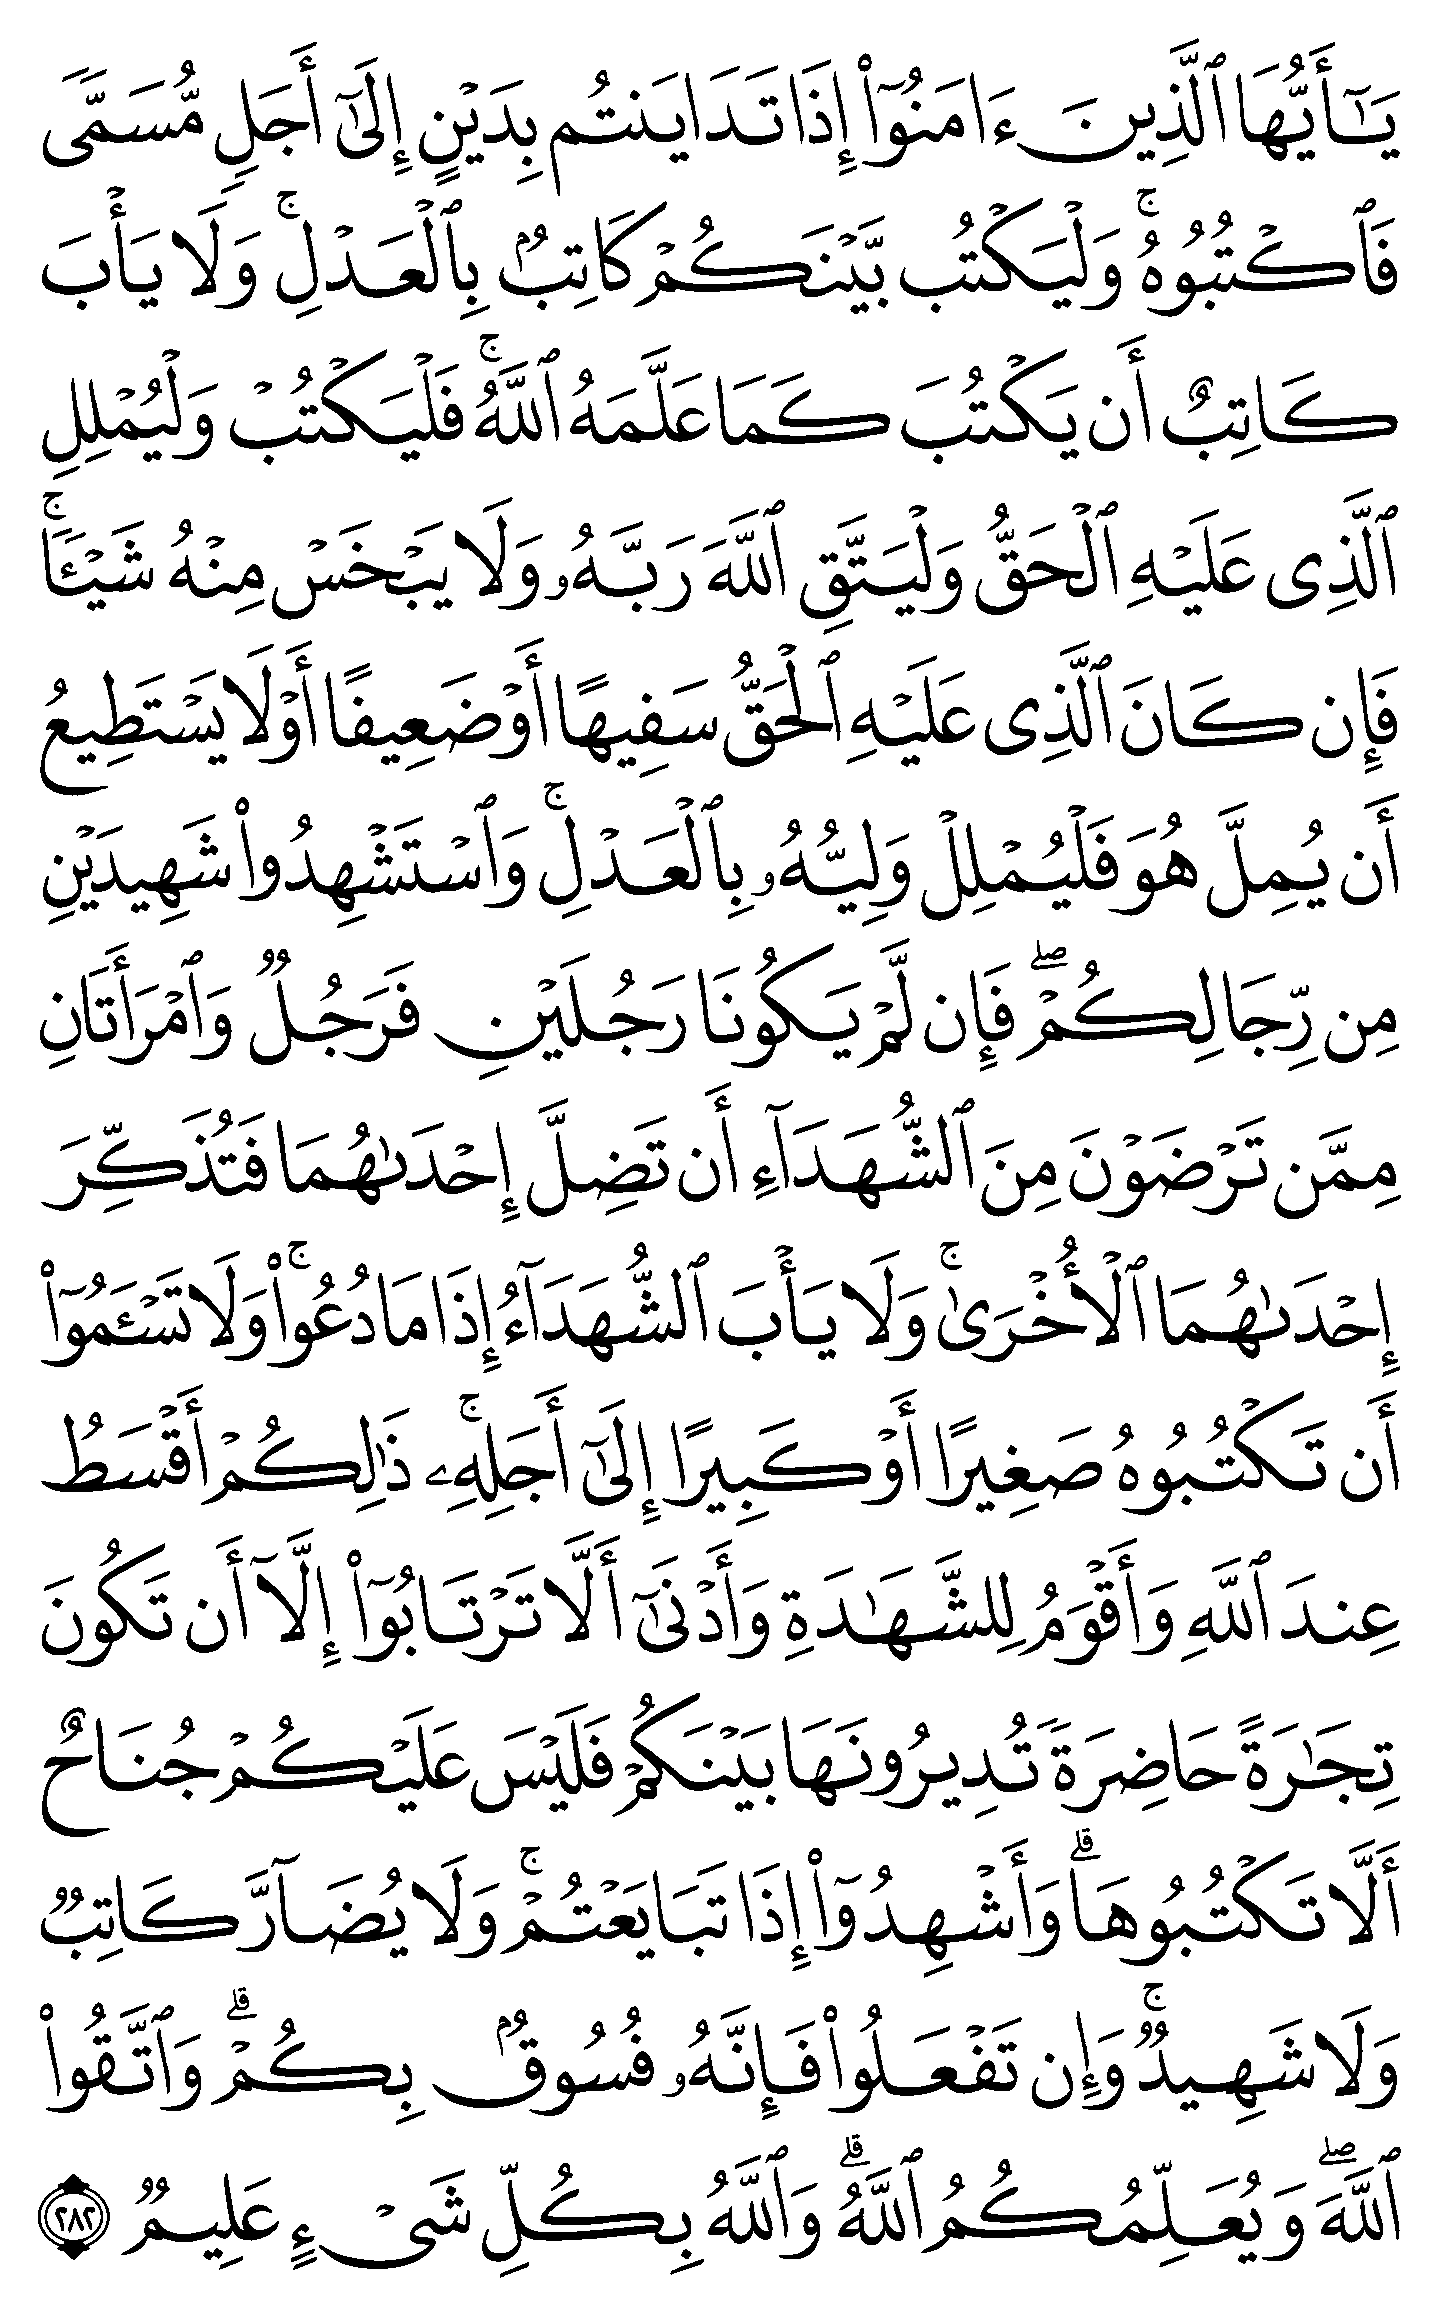 يَـٰٓأَيُّهَا ٱلَّذِينَ ءَامَنُوٓا۟ إِذَا تَدَايَنتُم بِدَيْنٍ إِلَىٰٓ أَجَلٍ مُّسَمًّى
فَٱكْتُبُوهُ ۚ وَلْيَكْتُب بَّيْنَكُمْ كَاتِبٌۢ بِٱلْعَدْلِ ۚ وَلَا يَأْبَ
كَاتِبٌ أَن يَكْتُبَ كَمَا عَلَّمَهُ ٱللَّهُ ۚ فَلْيَكْتُبْ وَلْيُمْلِلِ
ٱلَّذِى عَلَيْهِ ٱلْحَقُّ وَلْيَتَّقِ ٱللَّهَ رَبَّهُۥ وَلَا يَبْخَسْ مِنْهُ شَيْـًٔا ۚ
فَإِن كَانَ ٱلَّذِى عَلَيْهِ ٱلْحَقُّ سَفِيهًا أَوْ ضَعِيفًا أَوْ لَا يَسْتَطِيعُ
أَن يُمِلَّ هُوَ فَلْيُمْلِلْ وَلِيُّهُۥ بِٱلْعَدْلِ ۚ وَٱسْتَشْهِدُوا۟ شَهِيدَيْنِ
مِن رِّجَالِكُمْ ۖ فَإِن لَّمْ يَكُونَا رَجُلَيْنِ فَرَجُلٌ وَٱمْرَأَتَانِ
مِمَّن تَرْضَوْنَ مِنَ ٱلشُّهَدَآءِ أَن تَضِلَّ إِحْدَىٰهُمَا فَتُذَكِّرَ
إِحْدَىٰهُمَا ٱلْأُخْرَىٰ ۚ وَلَا يَأْبَ ٱلشُّهَدَآءُ إِذَا مَا دُعُوا۟ ۚ وَلَا تَسْـَٔمُوٓا۟
أَن تَكْتُبُوهُ صَغِيرًا أَوْ كَبِيرًا إِلَىٰٓ أَجَلِهِۦ ۚ ذَٰلِكُمْ أَقْسَطُ
عِندَ ٱللَّهِ وَأَقْوَمُ لِلشَّهَـٰدَةِ وَأَدْنَىٰٓ أَلَّا تَرْتَابُوٓا۟ إِلَّآ أَن تَكُونَ
تِجَـٰرَةً حَاضِرَةً تُدِيرُونَهَا بَيْنَكُمْ فَلَيْسَ عَلَيْكُمْ جُنَاحٌ
أَلَّا تَكْتُبُوهَا ۗ وَأَشْهِدُوٓا۟ إِذَا تَبَايَعْتُمْ ۚ وَلَا يُضَآرَّ كَاتِبٌ
وَلَا شَهِيدٌ ۚ وَإِن تَفْعَلُوا۟ فَإِنَّهُۥ فُسُوقٌۢ بِكُمْ ۗ وَٱتَّقُوا۟
ٱللَّهَ ۖ وَيُعَلِّمُكُمُ ٱللَّهُ ۗ وَٱللَّهُ بِكُلِّ شَىْءٍ عَلِيمٌ ٢٨٢